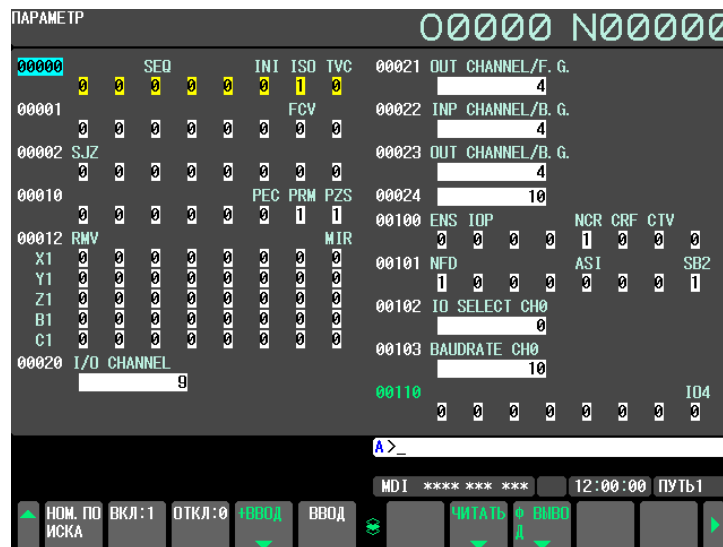 ПАРАМЕТР
O0000 N00000
00000 SEQ INI ISO TVC
0 0 0 0 0 0 1 0
00001 FCV
0 0 0 0 0 0 0 0
00002 SJZ
0 0 0 0 0 0 0 0
00010 PEC PRM PZS
0 0 0 0 0 0 1 1
00012 RMV MIR
X1 0 0 0 0 0 0 0 0
Y1 0 0 0 0 0 0 0 0
Z1 0 0 0 0 0 0 0 0
B1 0 0 0 0 0 0 0 0
C1 0 0 0 0 0 0 0 0
00020 I/O CHANNEL
9
00021 OUT CHANNEL/F.G.
4
00022 INP CHANNEL/B.G.
4
00023 OUT CHANNEL/B.G.
4
00024 10
00100 ENS IOP NCR CRF CTV
0 0 0 0 1 0 0 0
00101 NFD ASI SB2
1 0 0 0 0 0 0 1
00102 IO SELECT CH0
0
00103 BAUDRATE CH0
10
00110 IO4
0 0 0 0 0 0 0 0
A>_
MDI **** *** *** 12:00:00 ПУТЬ1
НОМ. ПО ВКЛ:1 ОТКЛ:0 +ВВОД ВВОД ЧИТАТЬ Ф ВЫВО
ИСКА Д